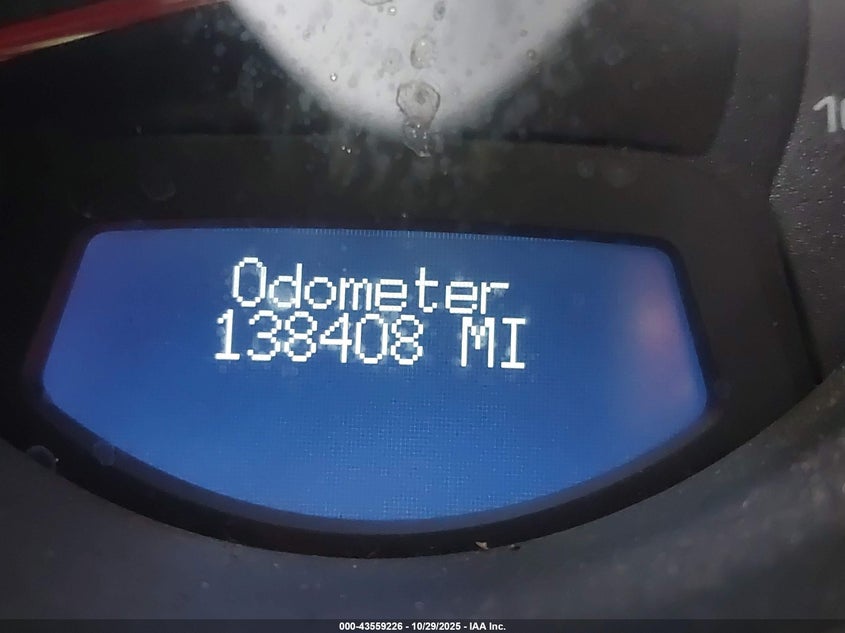 Odometer
138408 MI
000-43559226 - 10/29/2025 - IAA Inc.